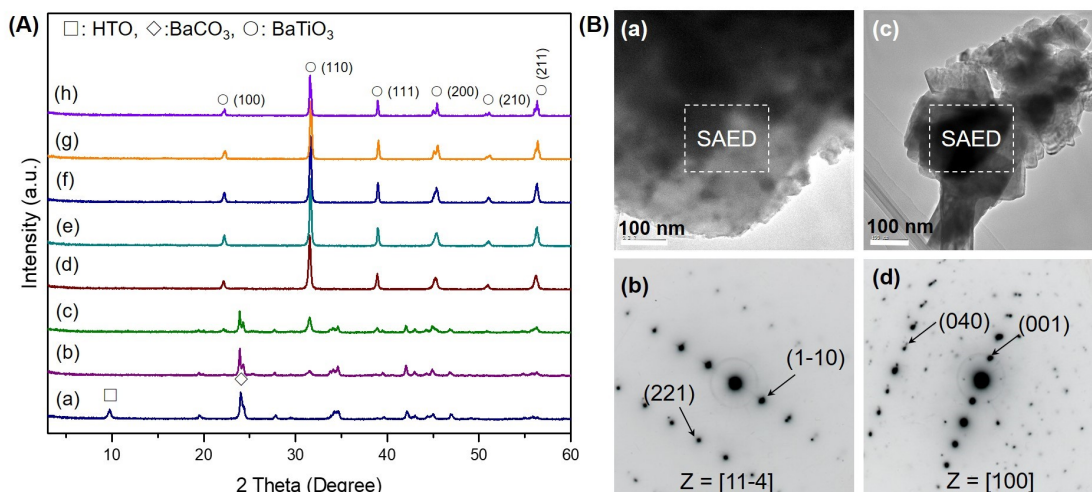 (A)
□: HTO, ◇:BaCO₃, ○: BaTiO₃
(100)
(110)
(111)
(200)
(210)
(211)
(h)
(g)
(f)
(e)
(d)
(c)
(b)
(a)
Intensity (a.u.)
10
20
30
40
50
60
2 Theta (Degree)
(B)
(a)
SAED
100 nm
(c)
SAED
100 nm
(b)
(1-10)
(221)
Z = [11-4]
(d)
(040)
(001)
Z = [100]